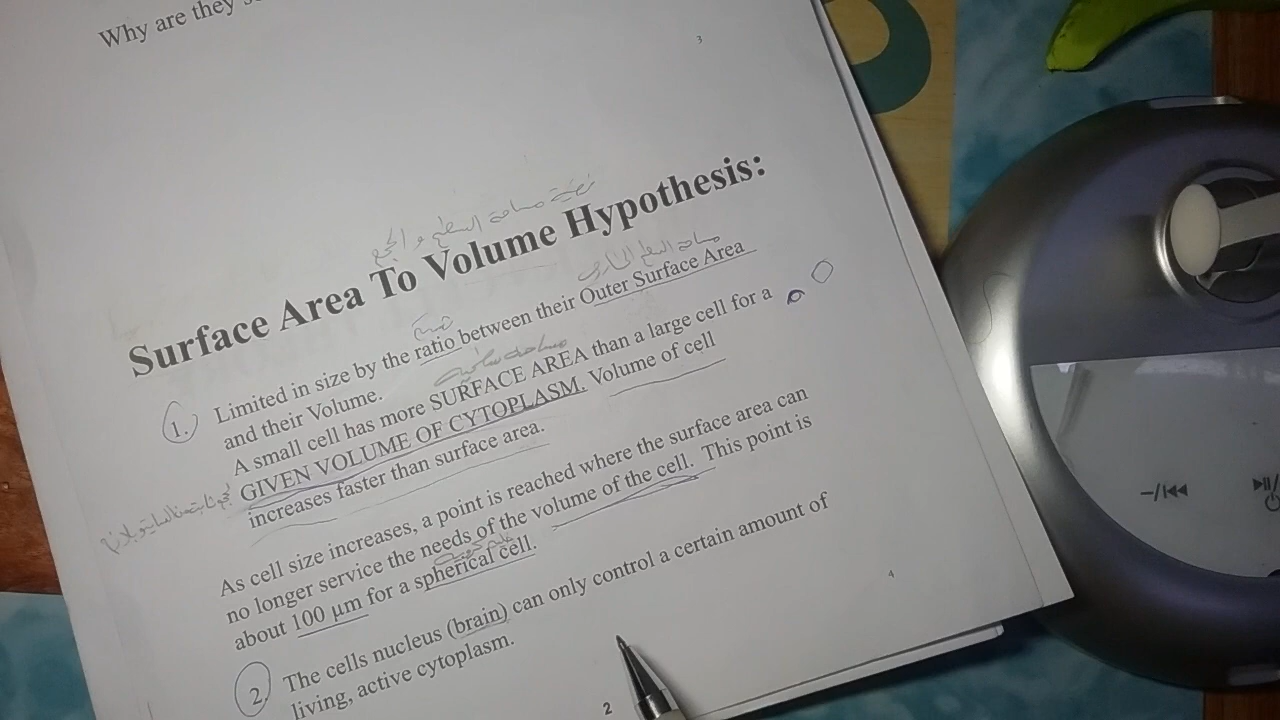 Why are they
3
مساحة السطح و الحجم
Surface Area To Volume Hypothesis:
مساحة السطح الخارجي
1. Limited in size by the ratio between their Outer Surface Area
and their Volume.
A small cell has more SURFACE AREA than a large cell for a
GIVEN VOLUME OF CYTOPLASM. Volume of cell
increases faster than surface area.
As cell size increases, a point is reached where the surface area can
no longer service the needs of the volume of the cell. This point is
about 100 μm for a spherical cell.
4
2 The cells nucleus (brain) can only control a certain amount of
living, active cytoplasm.
2
-/⏮